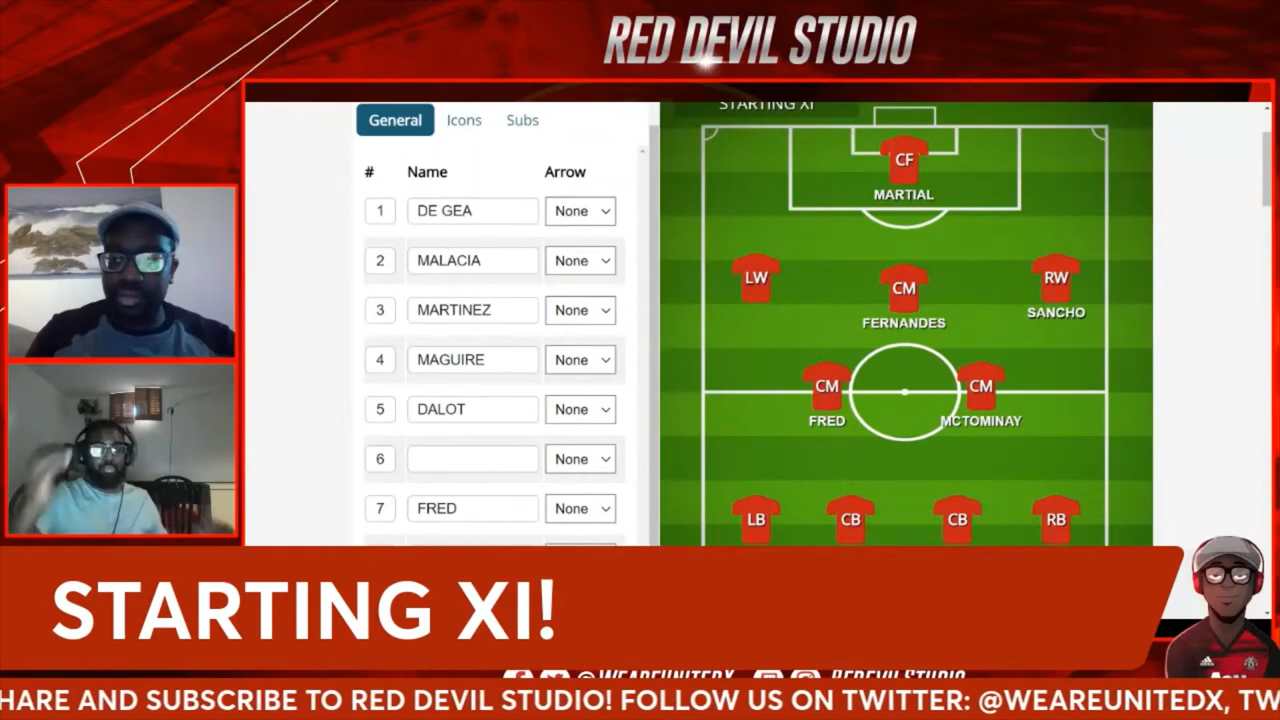 RED DEVIL STUDIO
General Icons Subs
# Name Arrow
1 DE GEA None
2 MALACIA None
3 MARTINEZ None
4 MAGUIRE None
5 DALOT None
6 None
7 FRED None
STARTING XI
CF
MARTIAL
LW
CM
RW
FERNANDES
SANCHO
CM
CM
FRED
MCTOMINAY
LB
CB
CB
RB
STARTING XI!
@WEAREUNITEDX
REDEVILSTUDIO
HARE AND SUBSCRIBE TO RED DEVIL STUDIO! FOLLOW US ON TWITTER: @WEAREUNITEDX, TW